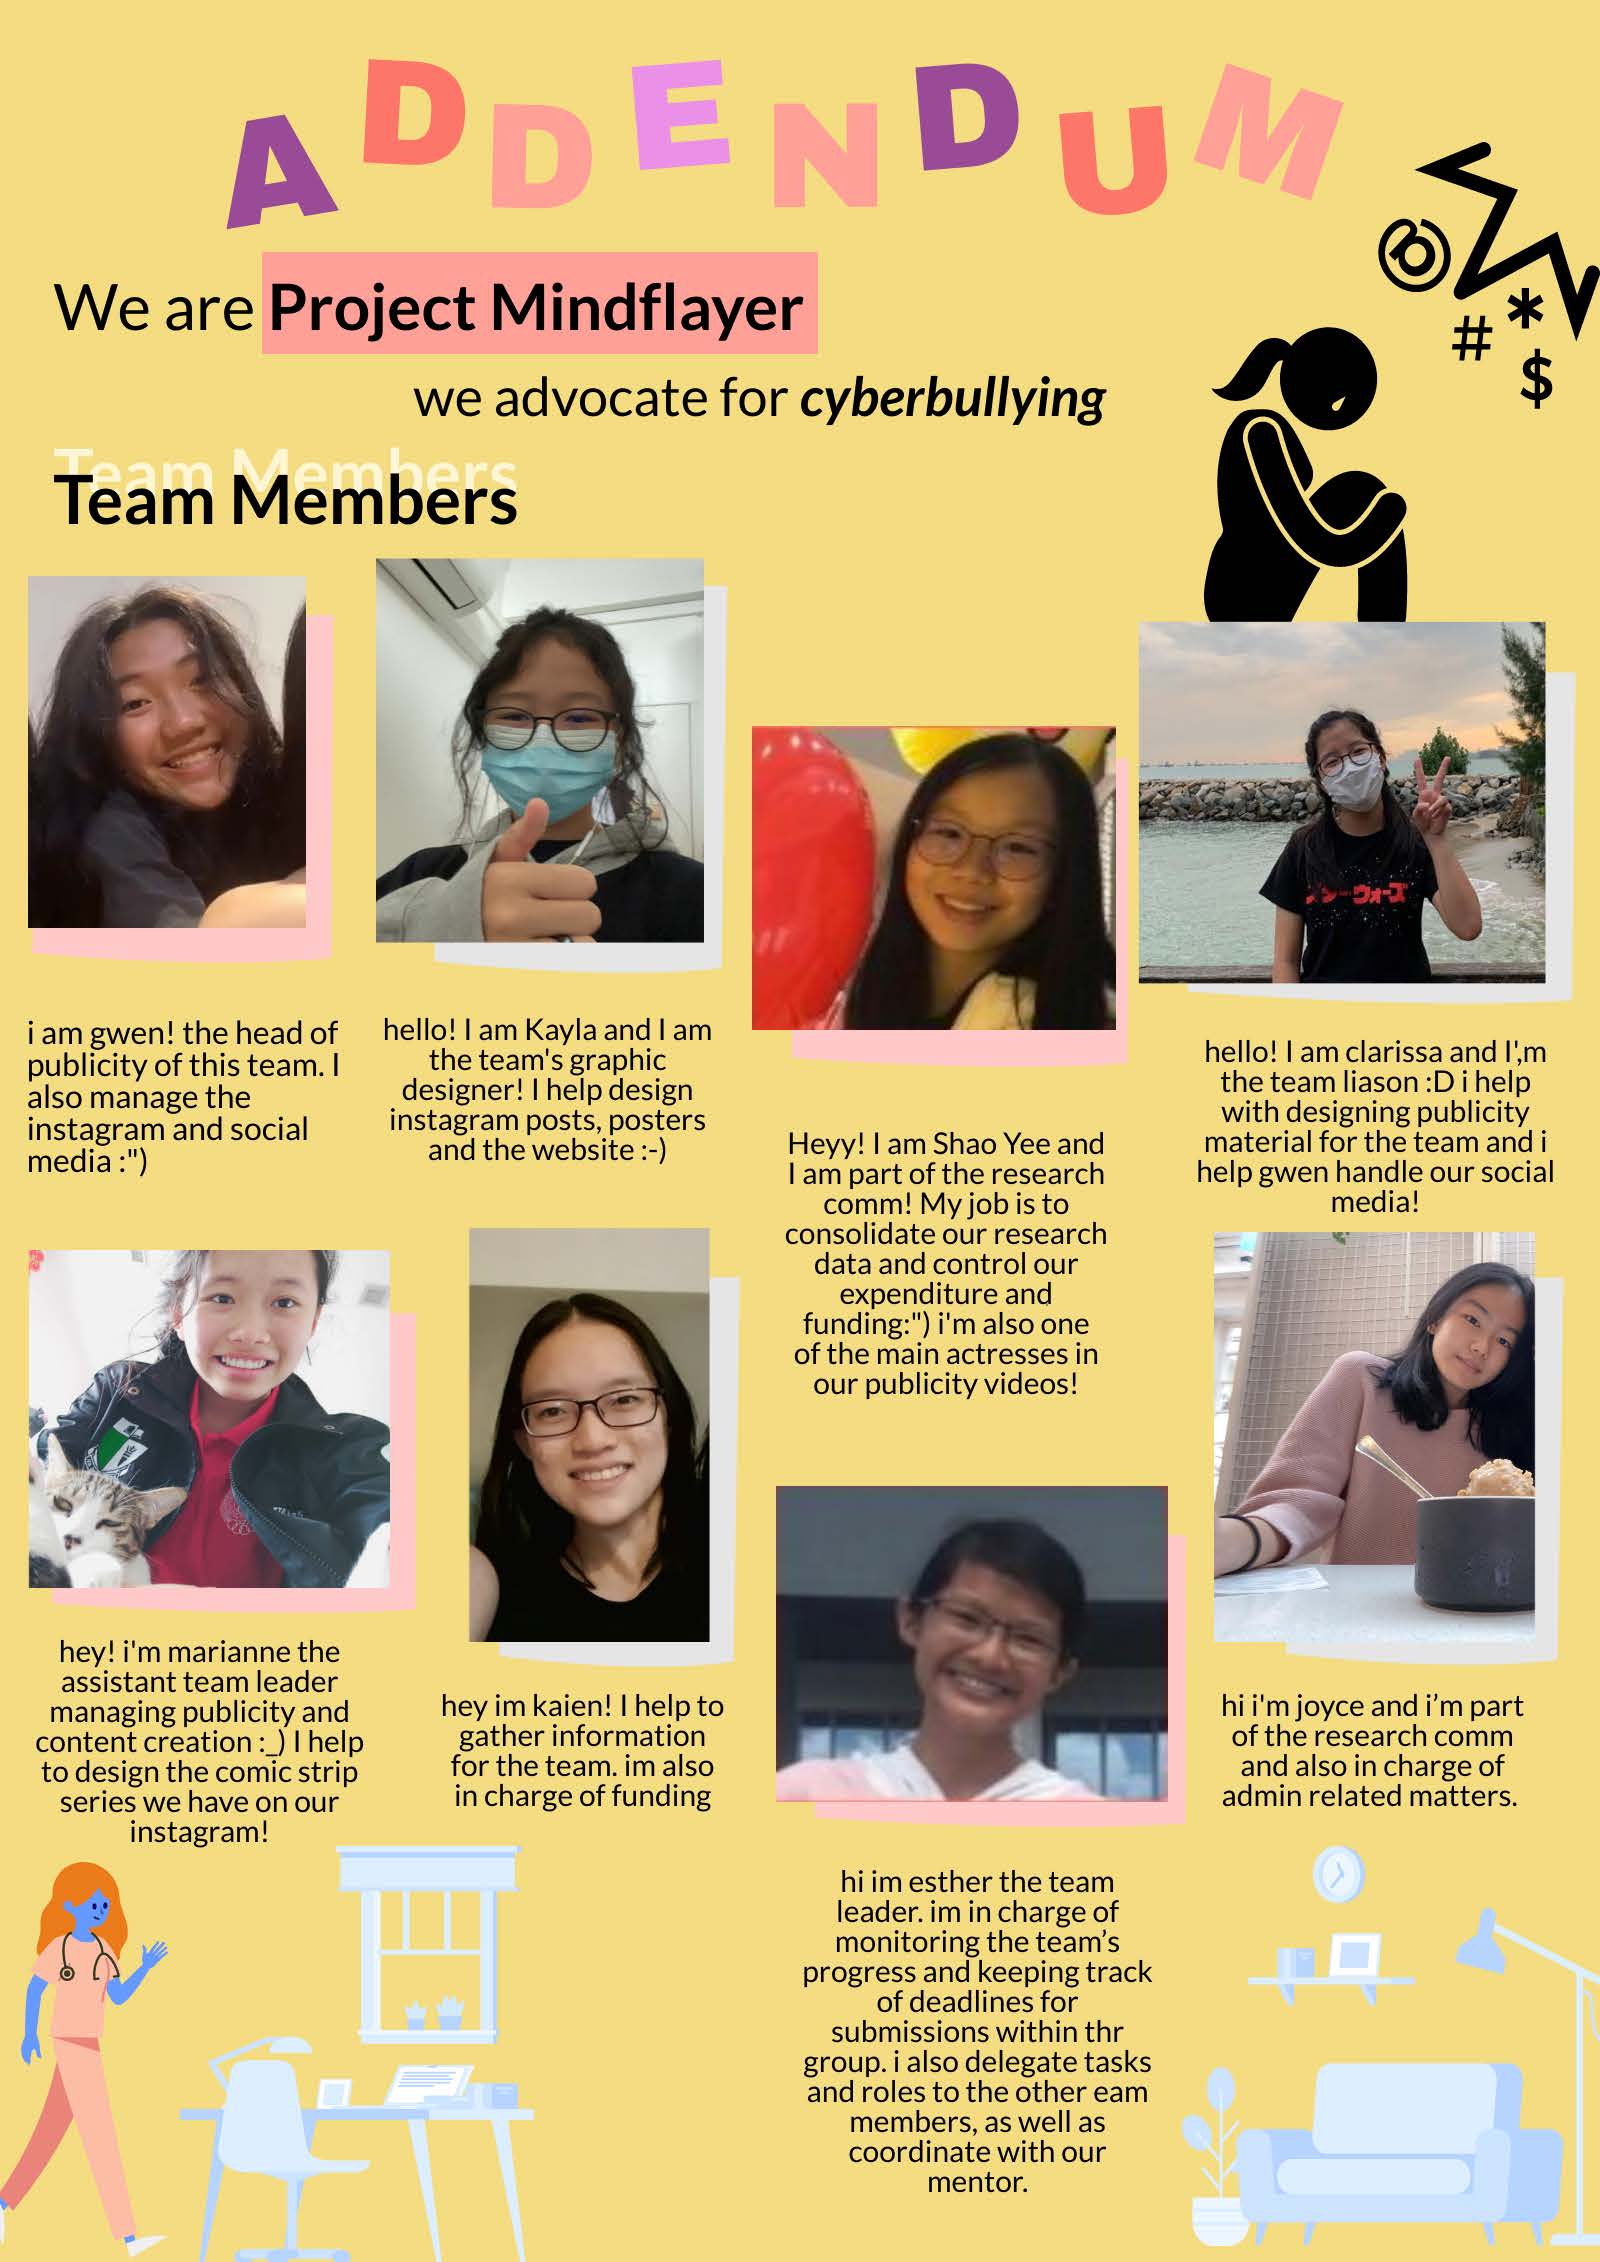 ADDENDUM
We are Project Mindflayer
we advocate for cyberbullying
@
#
*
$
Team Members
i am gwen! the head of
publicity of this team. I
also manage the
instagram and social
media :")
hello! I am Kayla and I am
the team's graphic
designer! I help design
instagram posts, posters
and the website :-)
Heyy! I am Shao Yee and
I am part of the research
comm! My job is to
consolidate our research
data and control our
expenditure and
funding:") i'm also one
of the main actresses in
our publicity videos!
hello! I am clarissa and I',m
the team liason :D i help
with designing publicity
material for the team and i
help gwen handle our social
media!
hey! i'm marianne the
assistant team leader
managing publicity and
content creation :_) I help
to design the comic strip
series we have on our
instagram!
hey im kaien! I help to
gather information
for the team. im also
in charge of funding
hi im esther the team
leader. im in charge of
monitoring the team’s
progress and keeping track
of deadlines for
submissions within thr
group. i also delegate tasks
and roles to the other eam
members, as well as
coordinate with our
mentor.
hi i'm joyce and i’m part
of the research comm
and also in charge of
admin related matters.